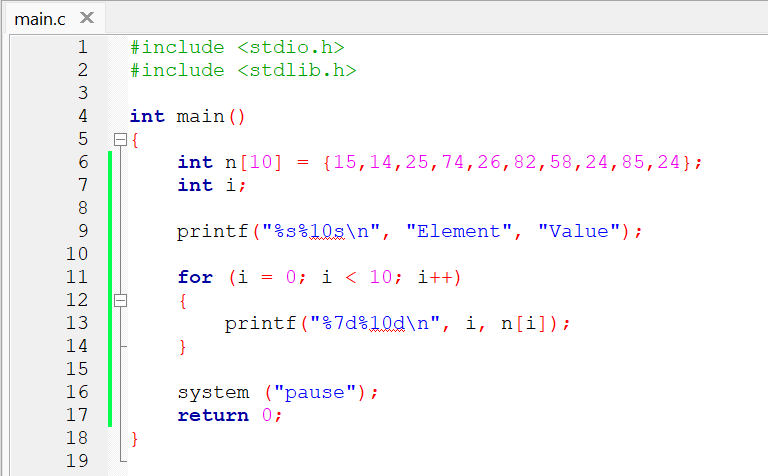 main.c ×
1 #include <stdio.h>
2 #include <stdlib.h>
3
4 int main()
5 {
6     int n[10] = {15,14,25,74,26,82,58,24,85,24};
7     int i;
8
9     printf("%s%10s\n", "Element", "Value");
10
11     for (i = 0; i < 10; i++)
12     {
13         printf("%7d%10d\n", i, n[i]);
14     }
15
16     system ("pause");
17     return 0;
18 }
19